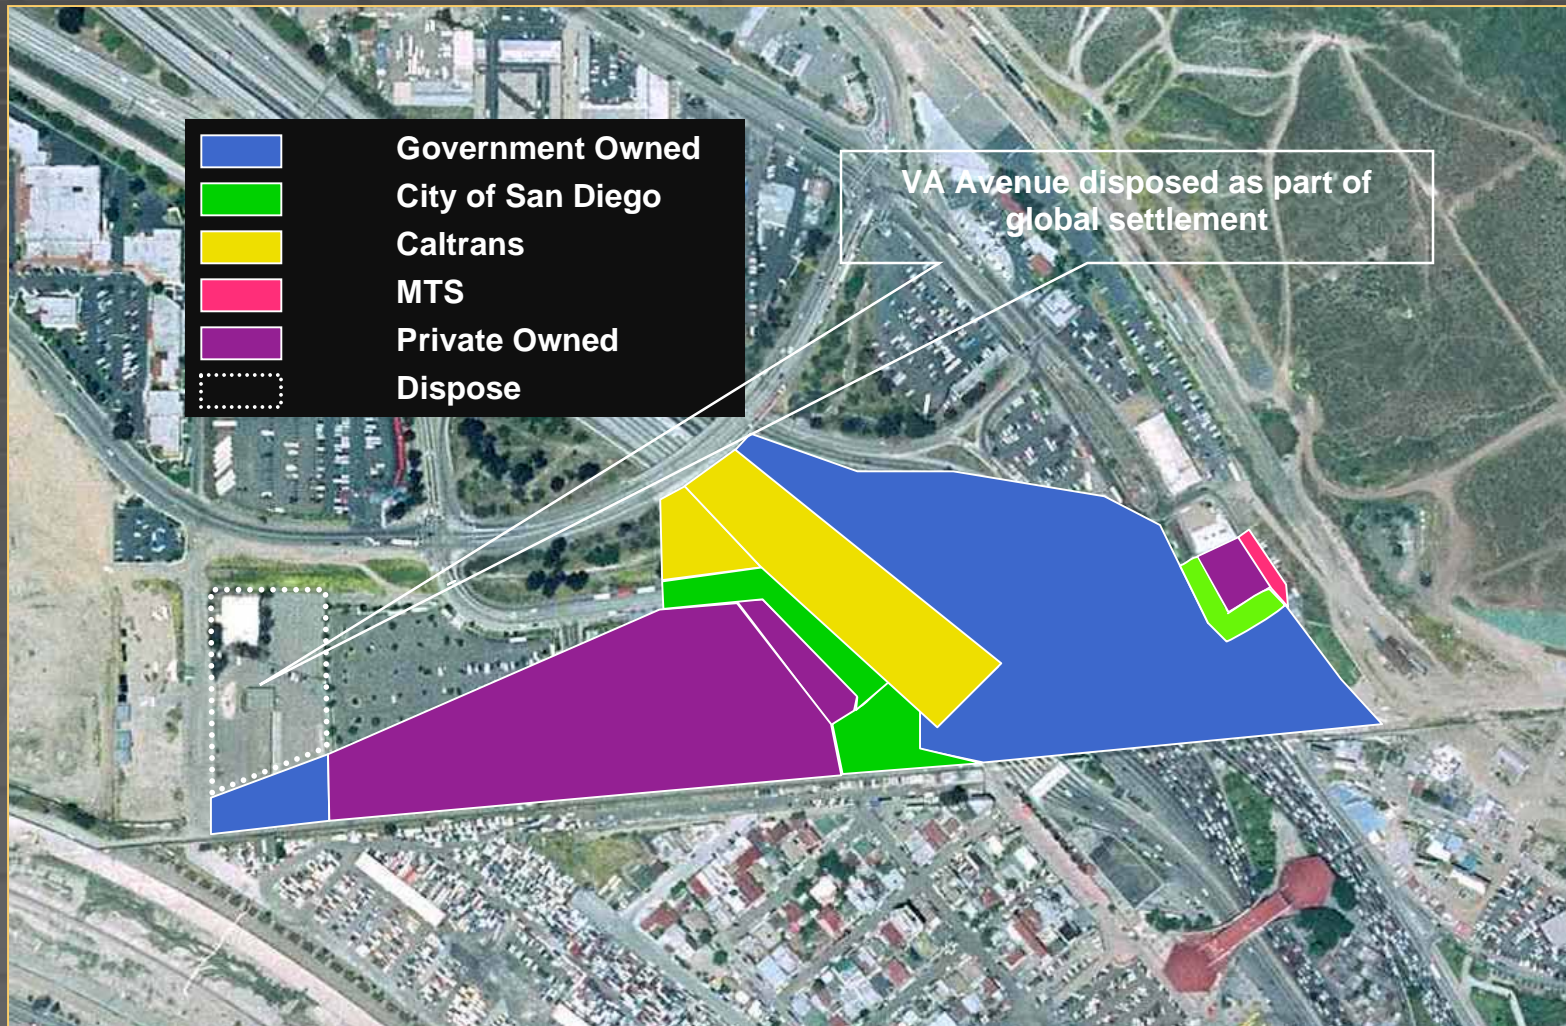 Government Owned
City of San Diego
Caltrans
MTS
Private Owned
Dispose
VA Avenue disposed as part of
global settlement